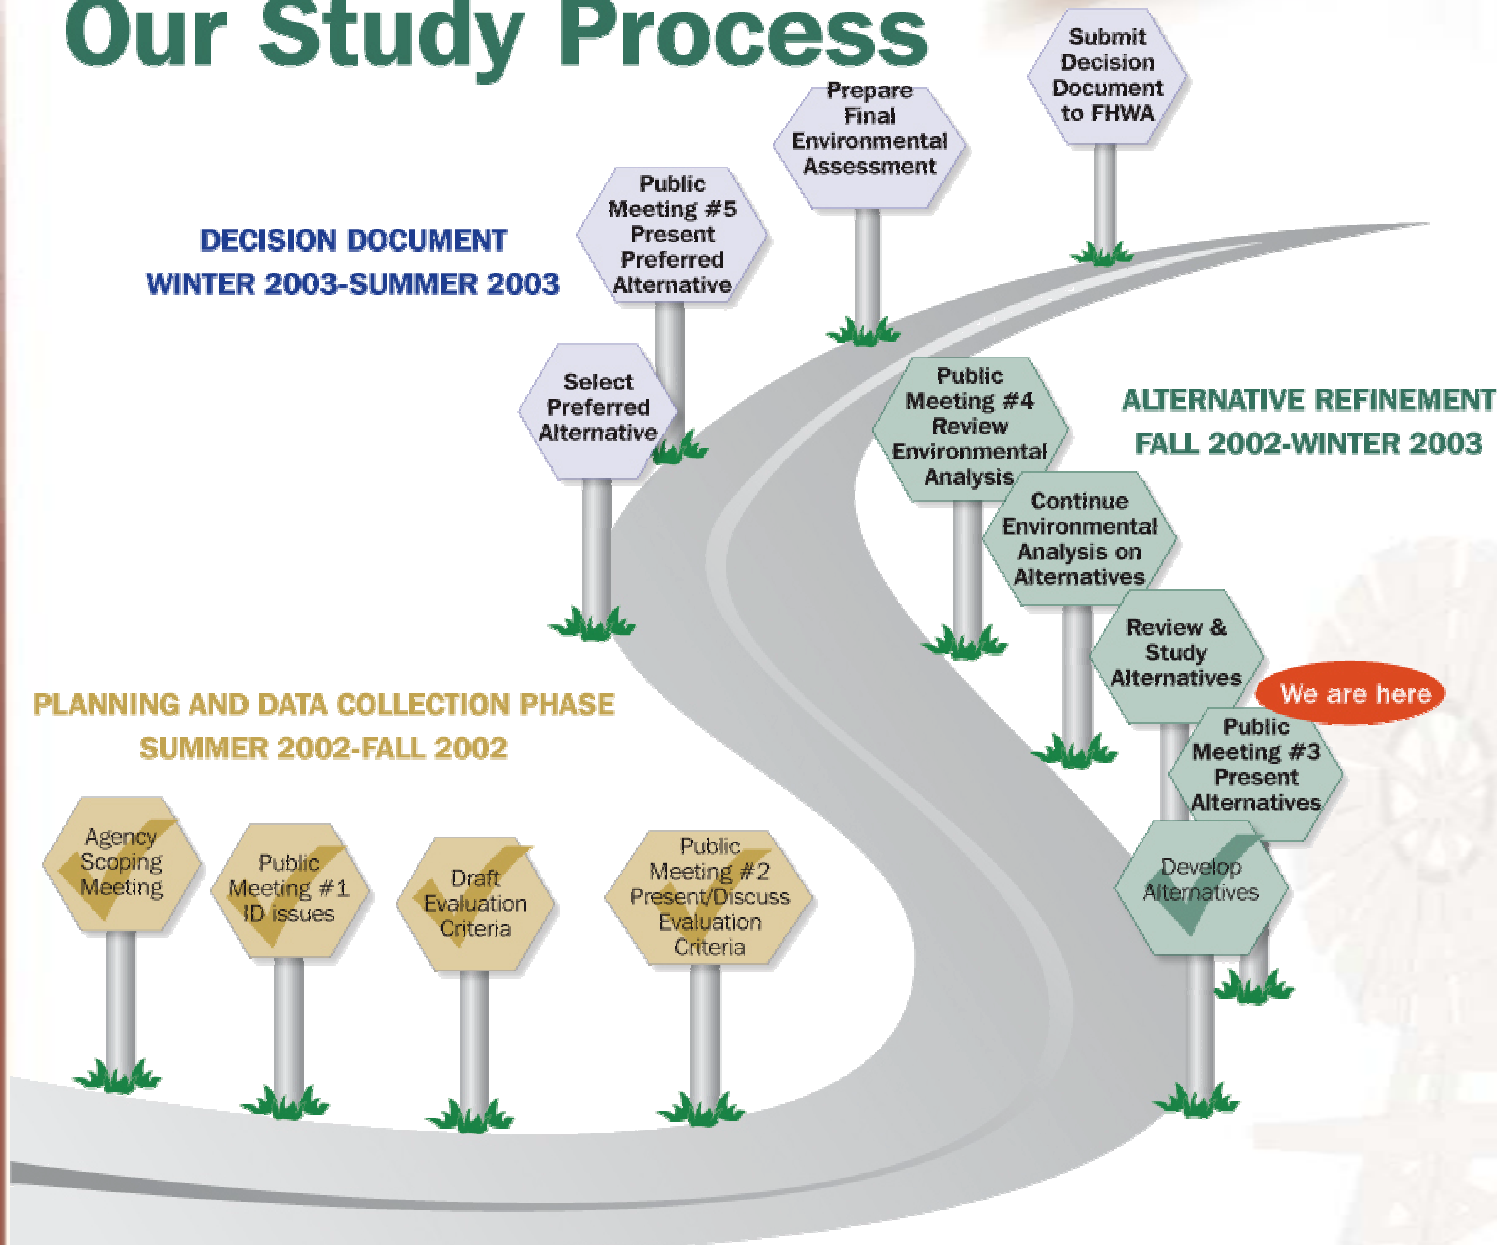 Our Study Process
Submit
Decision
Document
to FHWA
Prepare
Final
Environmental
Assessment
Public
Meeting #5
Present
Preferred
Alternative
DECISION DOCUMENT
WINTER 2003-SUMMER 2003
Select
Preferred
Alternative
Public
Meeting #4
Review
Environmental
Analysis
ALTERNATIVE REFINEMENT
FALL 2002-WINTER 2003
Continue
Environmental
Analysis on
Alternatives
Review &
Study
Alternatives
We are here
Public
Meeting #3
Present
Alternatives
Develop
Alternatives
PLANNING AND DATA COLLECTION PHASE
SUMMER 2002-FALL 2002
Agency
Scoping
Meeting
Public
Meeting #1
ID issues
Draft
Evaluation
Criteria
Public
Meeting #2
Present/Discuss
Evaluation
Criteria